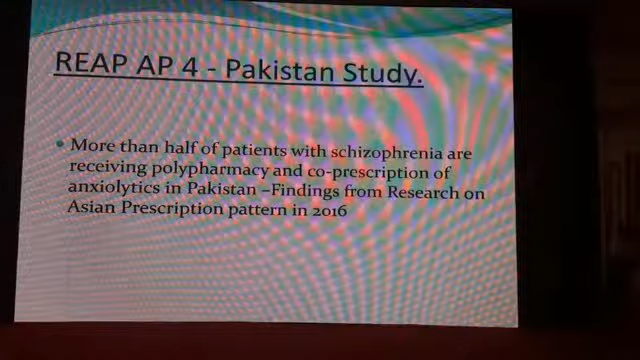 REAP AP 4 - Pakistan Study.
• More than half of patients with schizophrenia are
receiving polypharmacy and co-prescription of
anxiolytics in Pakistan –Findings from Research on
Asian Prescription pattern in 2016